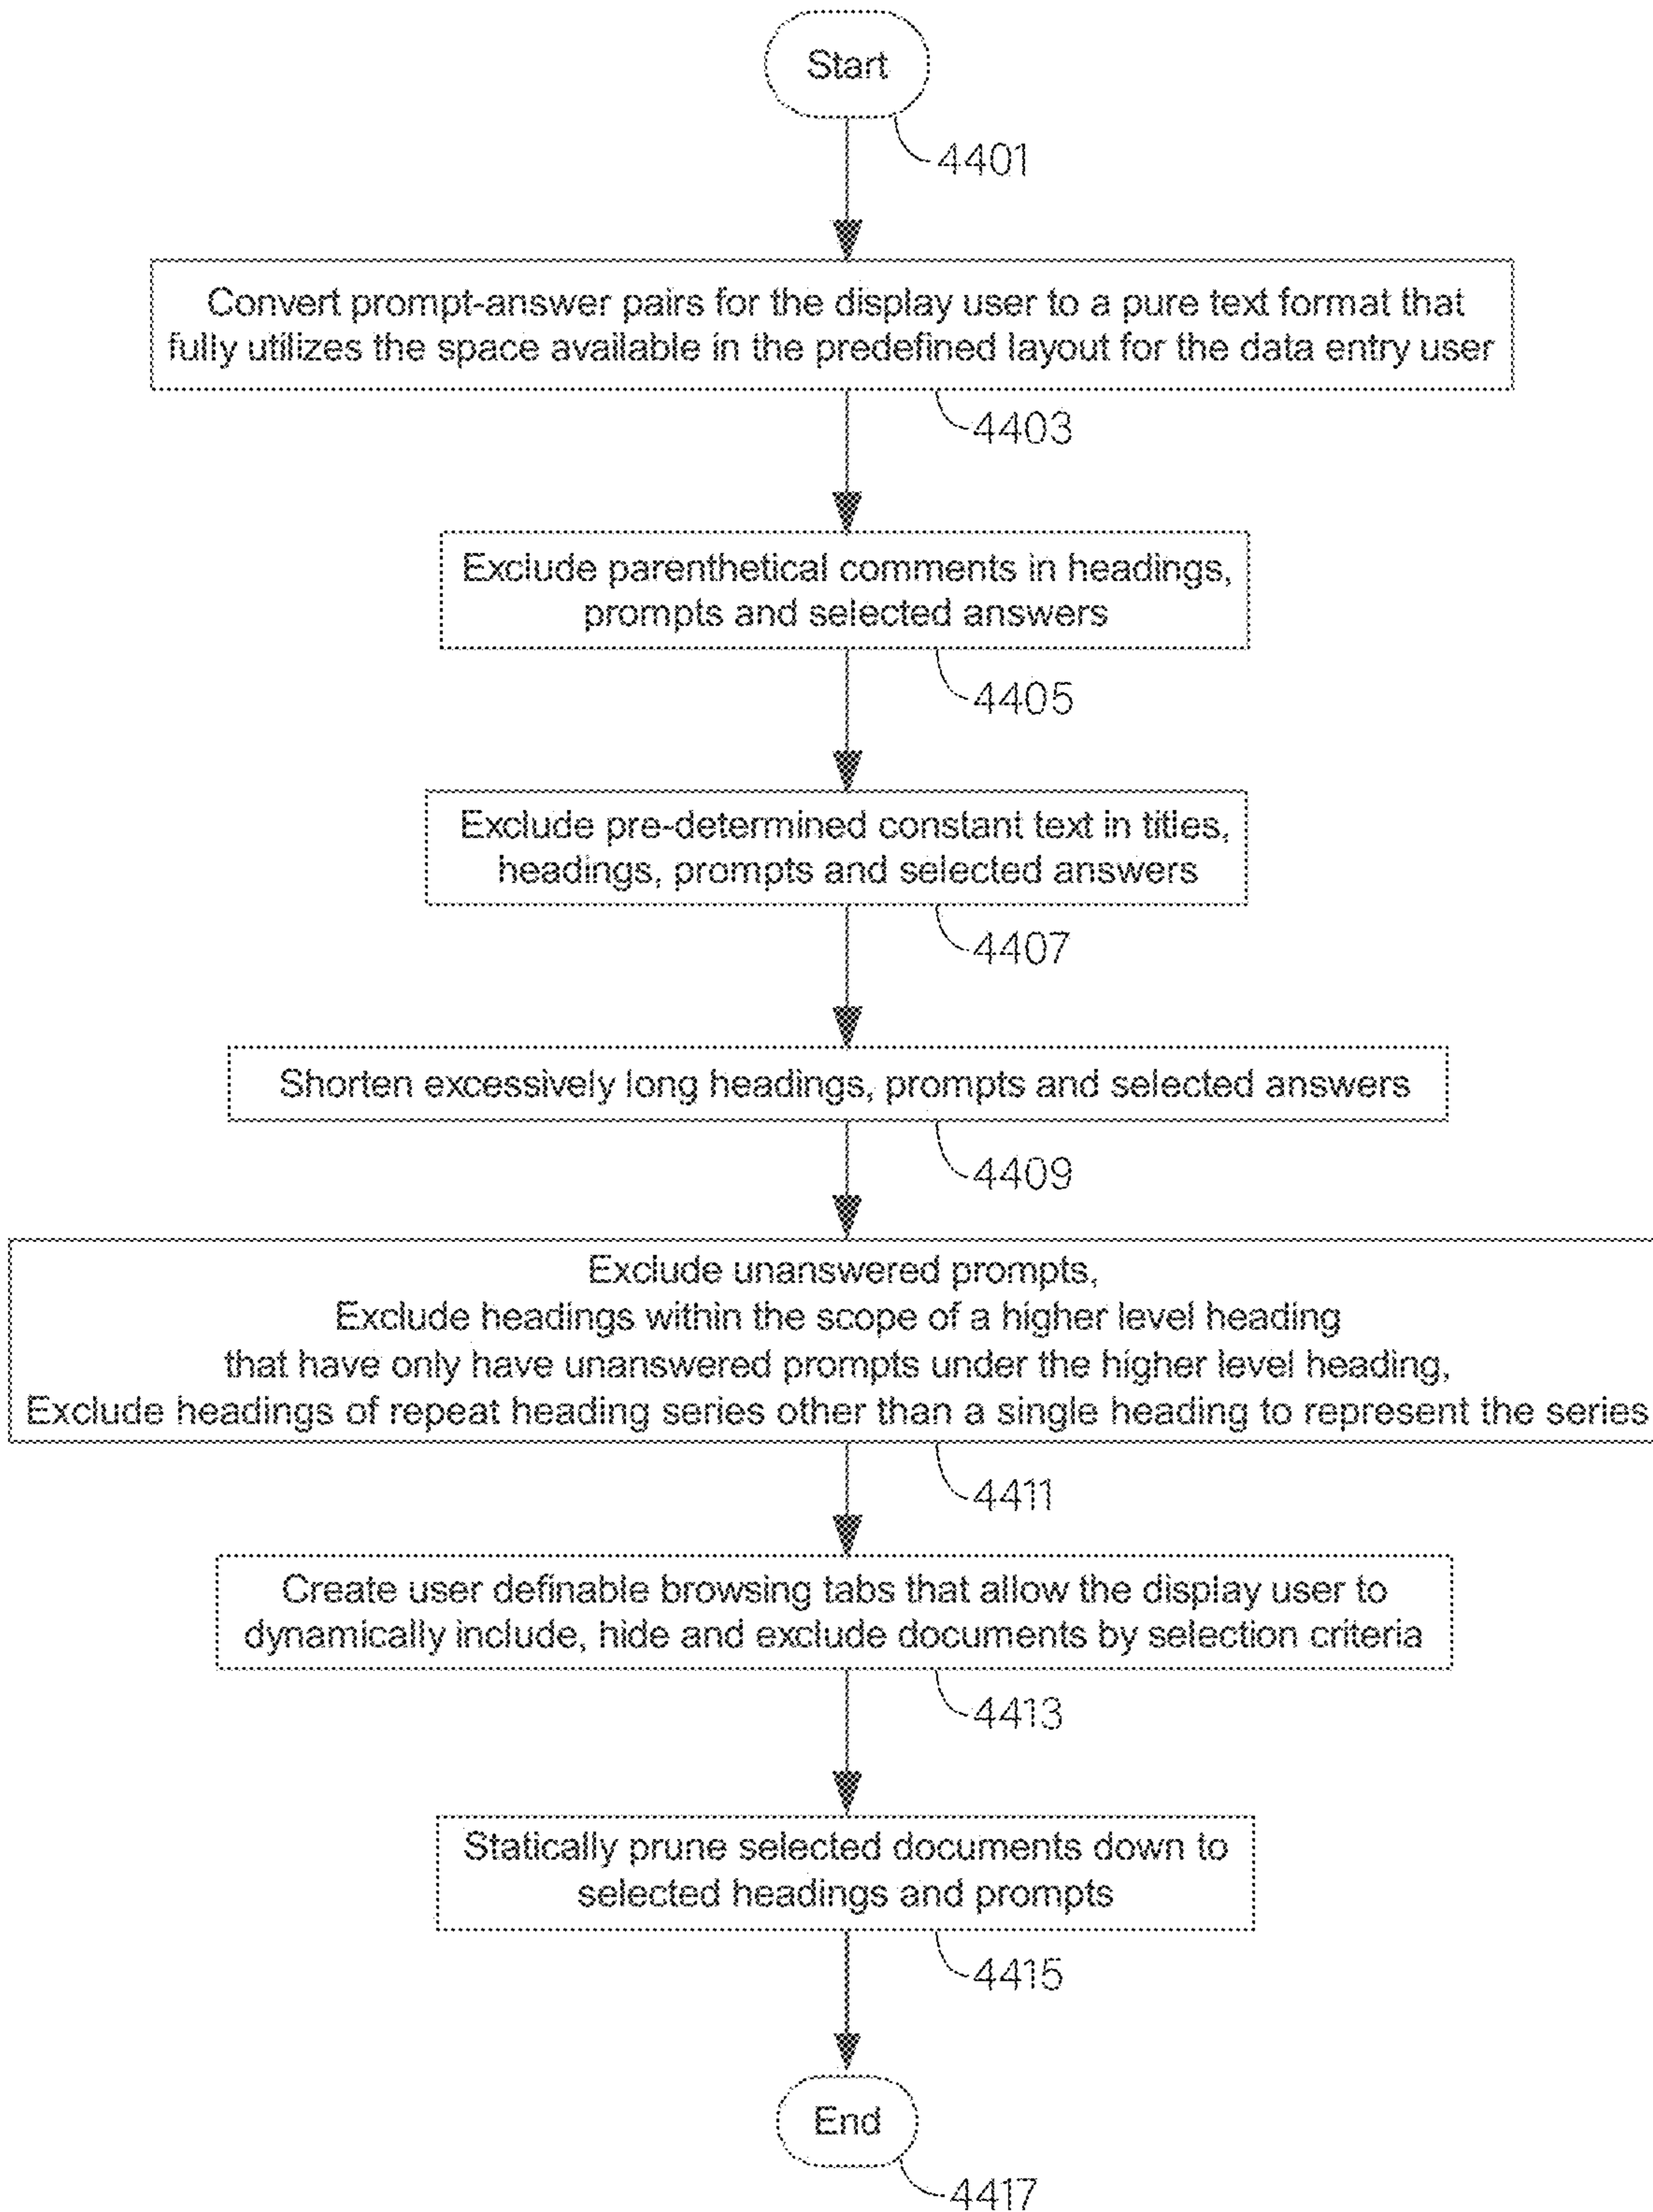 Start
4401
Convert prompt-answer pairs for the display user to a pure text format that
fully utilizes the space available in the predefined layout for the data entry user
4403
Exclude parenthetical comments in headings,
prompts and selected answers
4405
Exclude pre-determined constant text in titles,
headings, prompts and selected answers
4407
Shorten excessively long headings, prompts and selected answers
4409
Exclude unanswered prompts,
Exclude headings within the scope of a higher level heading
that have only have unanswered prompts under the higher level heading,
Exclude headings of repeat heading series other than a single heading to represent the series
4411
Create user definable browsing tabs that allow the display user to
dynamically include, hide and exclude documents by selection criteria
4413
Statically prune selected documents down to
selected headings and prompts
4415
End
4417